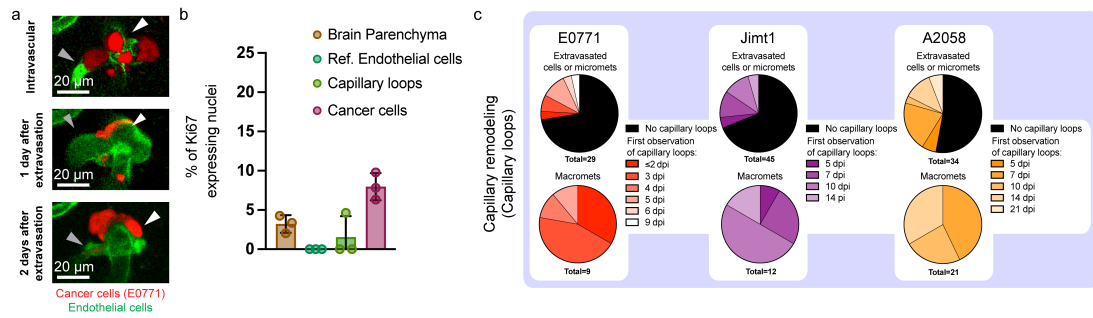 a
Intravascular
20 µm
1 day after
extravasation
20 µm
2 days after
extravasation
20 µm
Cancer cells (E0771)
Endothelial cells
b
% of Ki67
expressing nuclei
25
20
15
10
5
0
Brain Parenchyma
Ref. Endothelial cells
Capillary loops
Cancer cells
c
Capillary remodeling
(Capillary loops)
E0771
Extravasated
cells or micromets
Total=29
Macromets
Total=9
No capillary loops
First observation
of capillary loops:
≤2 dpi
3 dpi
4 dpi
5 dpi
6 dpi
9 dpi
Jimt1
Extravasated
cells or micromets
Total=45
Macromets
Total=12
No capillary loops
First observation
of capillary loops:
5 dpi
7 dpi
10 dpi
14 pi
A2058
Extravasated
cells or micromets
Total=34
Macromets
Total=21
No capillary loops
First observation
of capillary loops:
5 dpi
7 dpi
10 dpi
14 dpi
21 dpi